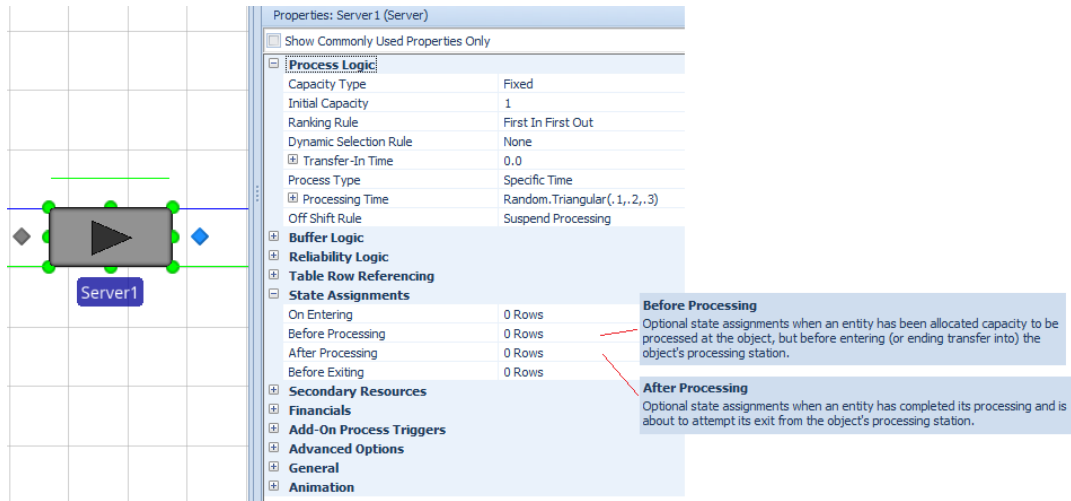 Properties: Server1 (Server)
Show Commonly Used Properties Only
Process Logic
Capacity Type Fixed
Initial Capacity 1
Ranking Rule First In First Out
Dynamic Selection Rule None
Transfer-In Time 0.0
Process Type Specific Time
Processing Time Random.Triangular(.1,.2,.3)
Off Shift Rule Suspend Processing
Buffer Logic
Reliability Logic
Table Row Referencing
State Assignments
On Entering 0 Rows
Before Processing 0 Rows
After Processing 0 Rows
Before Exiting 0 Rows
Secondary Resources
Financials
Add-On Process Triggers
Advanced Options
General
Animation
Server1
Before Processing
Optional state assignments when an entity has been allocated capacity to be
processed at the object, but before entering (or ending transfer into) the
object's processing station.
After Processing
Optional state assignments when an entity has completed its processing and is
about to attempt its exit from the object's processing station.